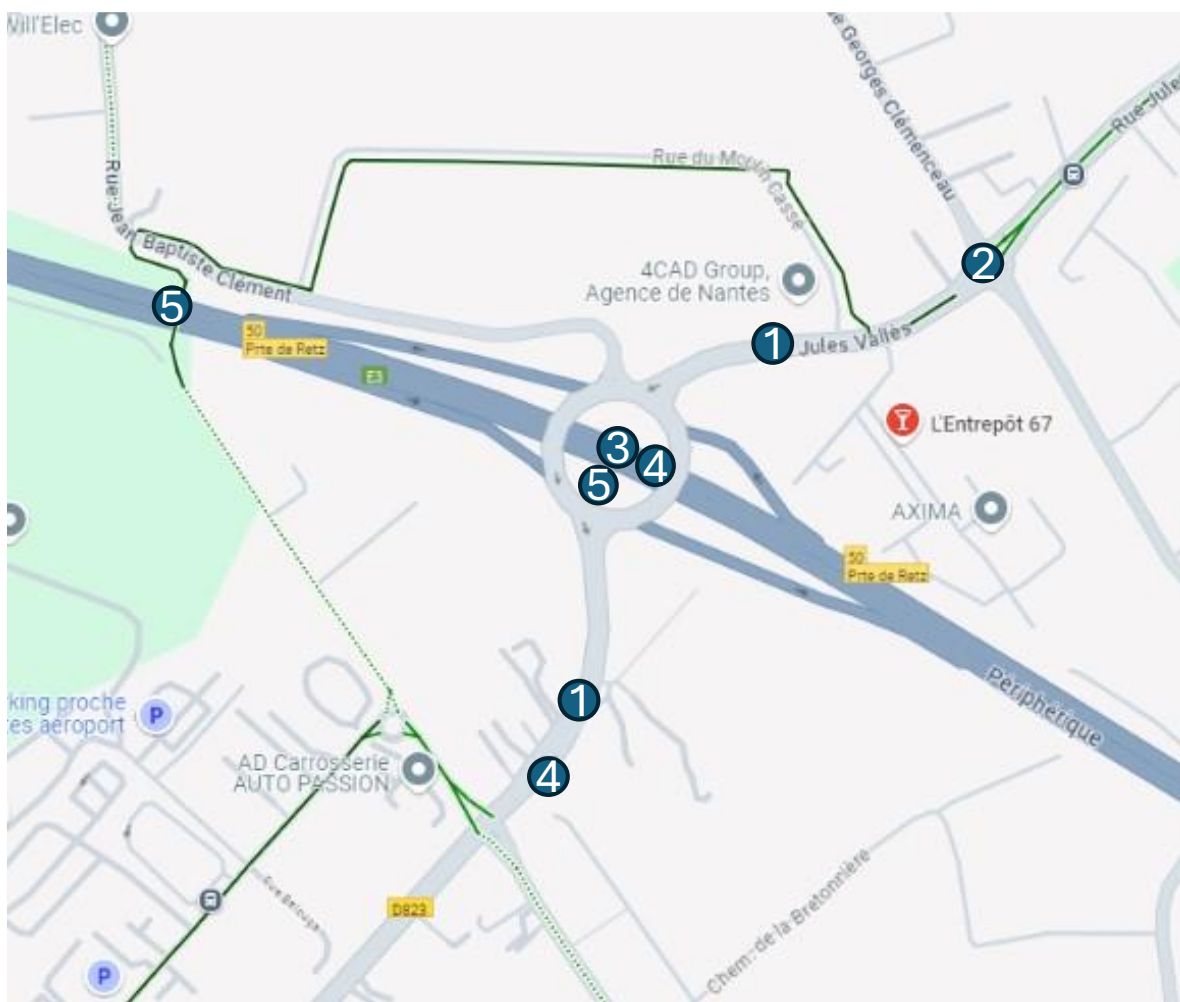 Will'Elec
Rue Georges Clémenceau
Rue Jules
Rue Jean Baptiste Clément
Rue du Moulin Cassé
4CAD Group,
Agence de Nantes
2
5
1
Jules Vallès
50
Prte de Retz
E3
L'Entrepôt 67
3
4
5
AXIMA
50
Prte de Retz
Périphérique
1
rking proche
tes aéroport
P
AD Carrosserie
AUTO PASSION
4
D823
Chem. de la Bretonnière
P